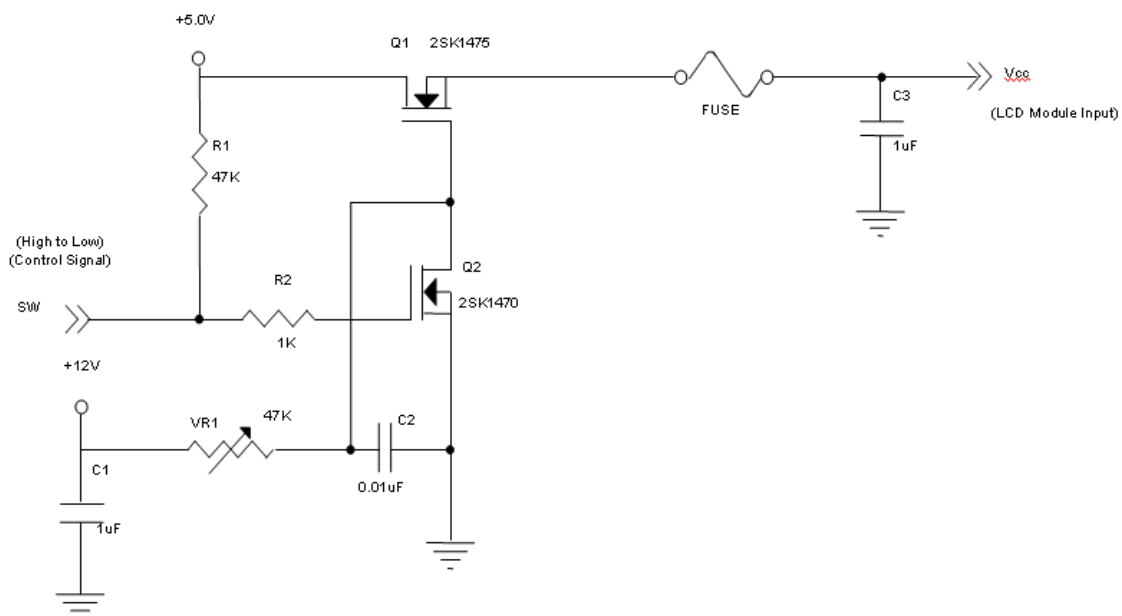 +5.0V
Q1 2SK1475
Vcc
C3
FUSE
(LCD Module Input)
R1
1uF
47K
(High to Low)
(Control Signal)
Q2
R2
SW
2SK1470
1K
+12V
47K
VR1
C2
C1
0.01uF
1uF